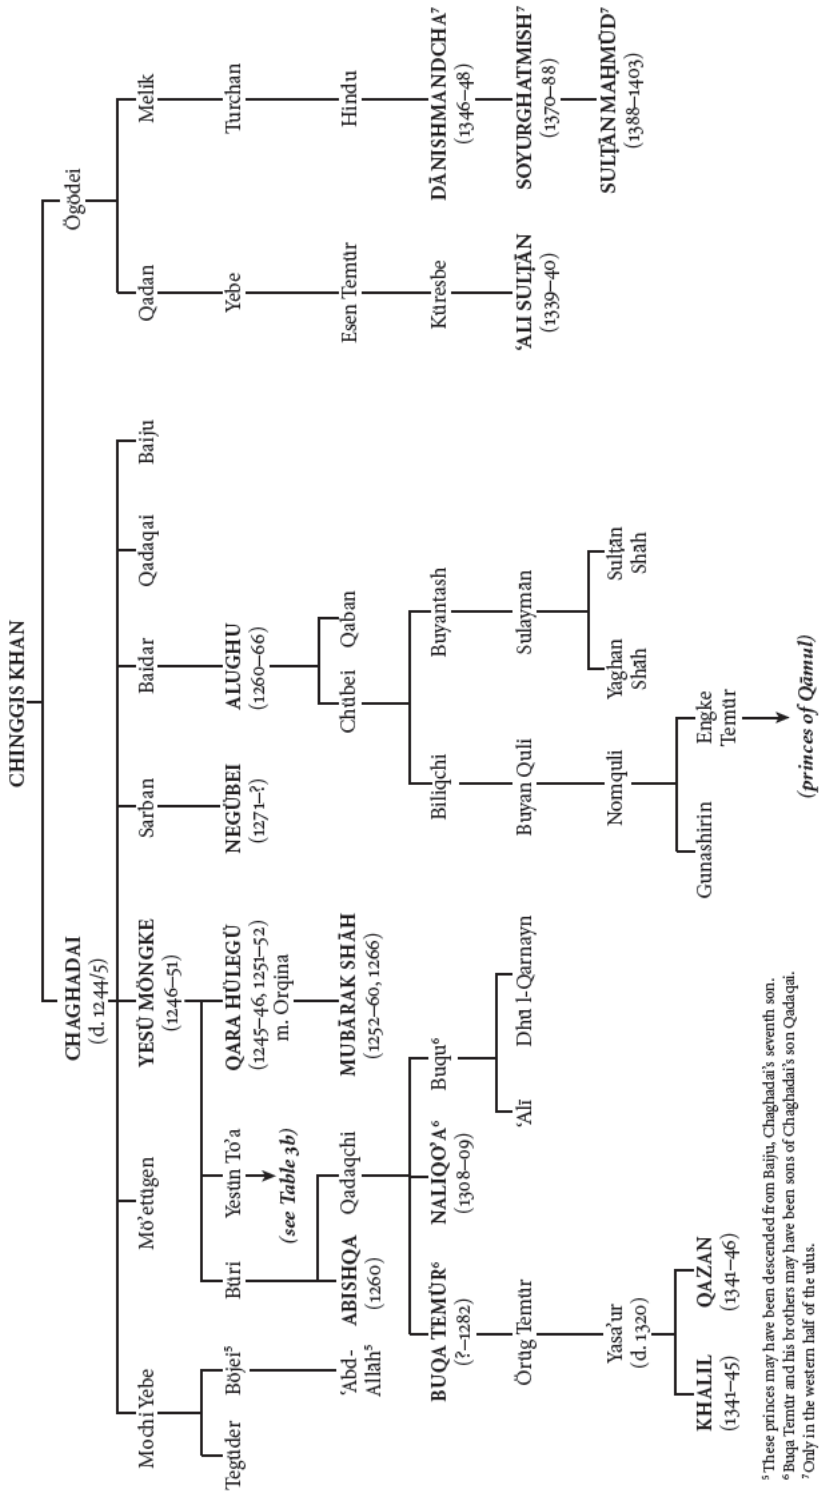 CHINGGIS KHAN
CHAGHADAI
(d. 1244/5)
Ögödei
Mochi Yebe
Mö’etügen
YESÜ MÖNGKE
(1246–51)
Sarban
Baidar
Qadaqai
Baiju
Qadan
Melik
Tegüder
Böjei⁵
Büri
Yesün To’a
(see Table 3b)
QARA HÜLEGÜ
(1245–46, 1251–52)
m. Orqina
NEGÜBEI
(1271–?)
ALUGHU
(1260–66)
Yebe
Turchan
‘Abd-
Allāh⁵
ABISHQA
(1260)
Qadaqchi
MUBĀRAK SHĀH
(1252–60, 1266)
Chübei
Qaban
Esen Temür
Hindu
BUQA TEMÜR⁶
(?–1282)
NALIQO’A⁶
(1308–09)
Buqu⁶
Biliqchi
Buyantash
Küresbe
DĀNISHMANDCHA⁷
(1346–48)
Örüg Temür
‘Alī
Dhū l-Qarnayn
Buyan Quli
Sulaymān
‘ALI SULṬĀN
(1339–40)
SOYURGHATMISH⁷
(1370–88)
Yasa’ur
(d. 1320)
Nomquli
Yaghan
Shāh
Sulṭān
Shāh
SULṬĀN MAḤMŪD⁷
(1388–1403)
KHALIL
(1341–45)
QAZAN
(1341–46)
Gunashirin
Engke
Temür
(princes of Qāmul)
⁵ These princes may have been descended from Baiju, Chaghadai’s seventh son.
⁶ Buqa Temür and his brothers may have been sons of Chaghadai’s son Qadaqai.
⁷ Only in the western half of the ulus.